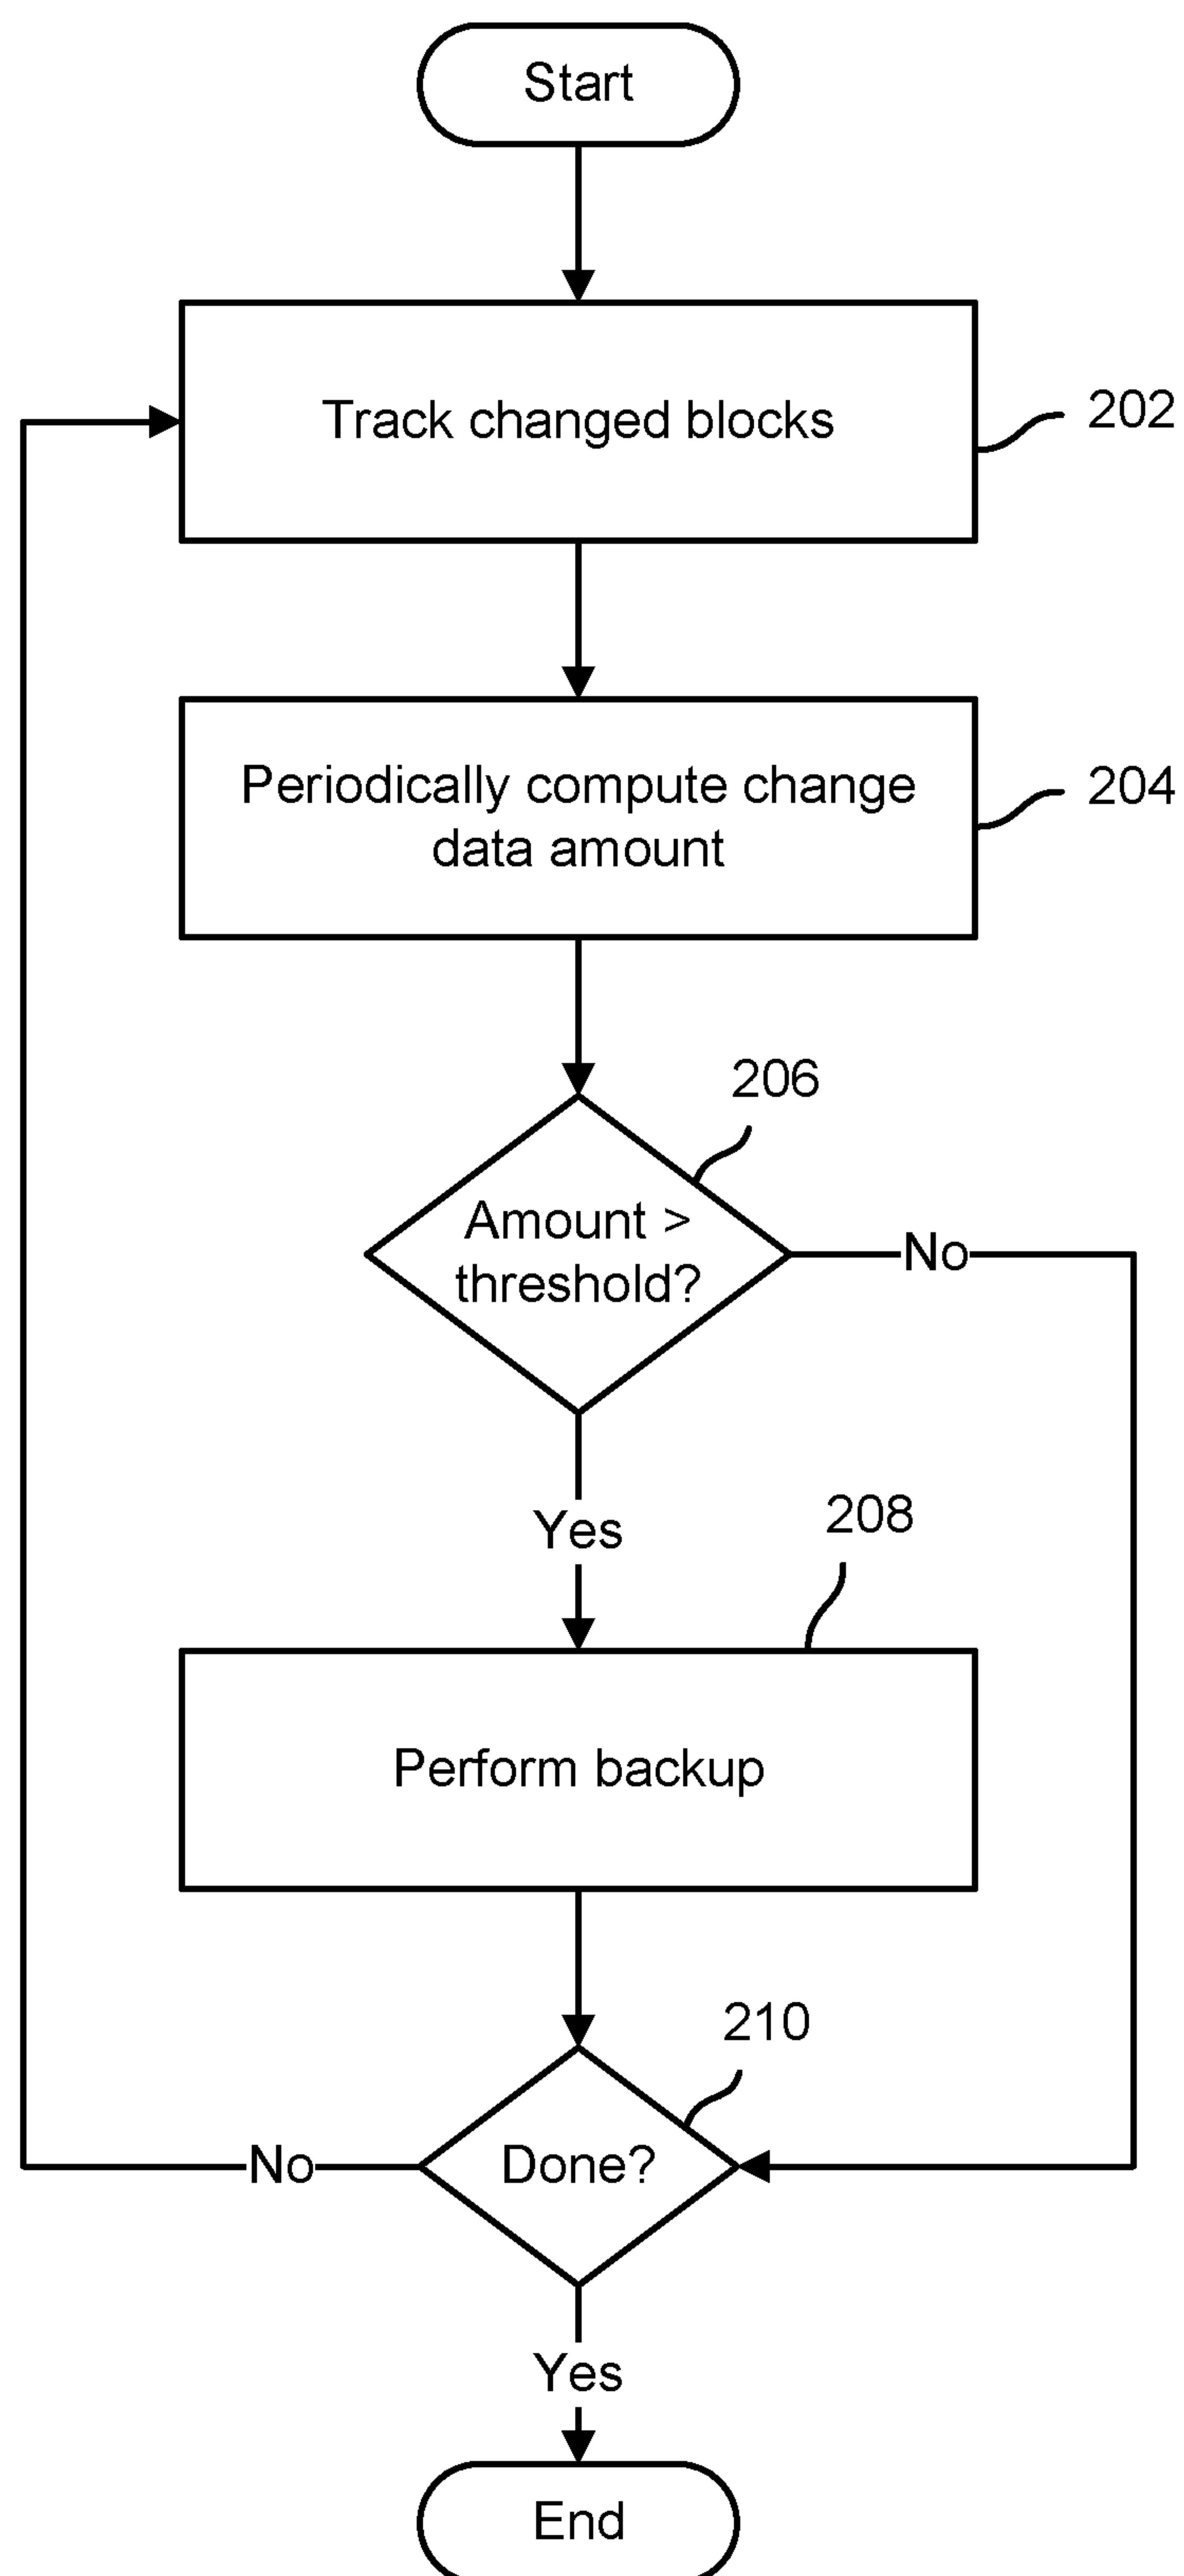 Start
Track changed blocks
202
Periodically compute change
data amount
204
206
Amount >
threshold?
No
Yes
208
Perform backup
210
Done?
No
Yes
End